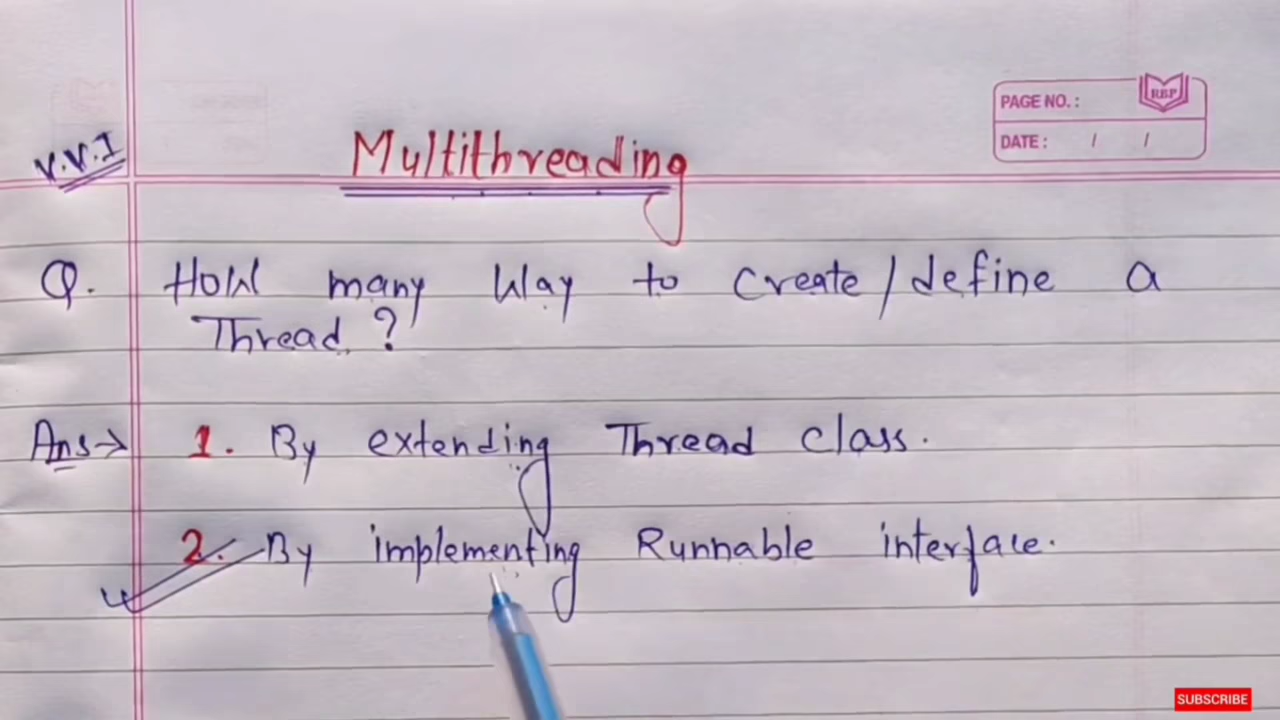 PAGE NO. :
RBP
DATE : / /
V.V.I
Multithreading
Q. How many way to create/define a
Thread ?
Ans→ 1. By extending Thread class.
2. By implementing Runnable interface.
SUBSCRIBE